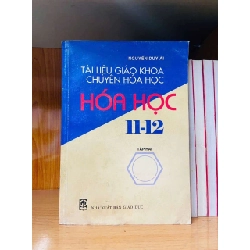 NGUYỄN DUY ÁI
TÀI LIỆU GIÁO KHOA
CHUYÊN HÓA HỌC
HÓA HỌC
11-12
NHÀ XUẤT BẢN GIÁO DỤC